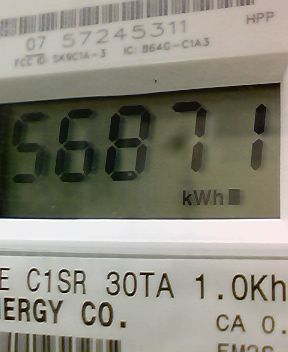 HPP
07 57245311
FCC ID: SK9C1A-3 IC: 864G-C1A3
56871
kWh
E C1SR 30TA 1.0Kh
ERGY CO.
CA 0.